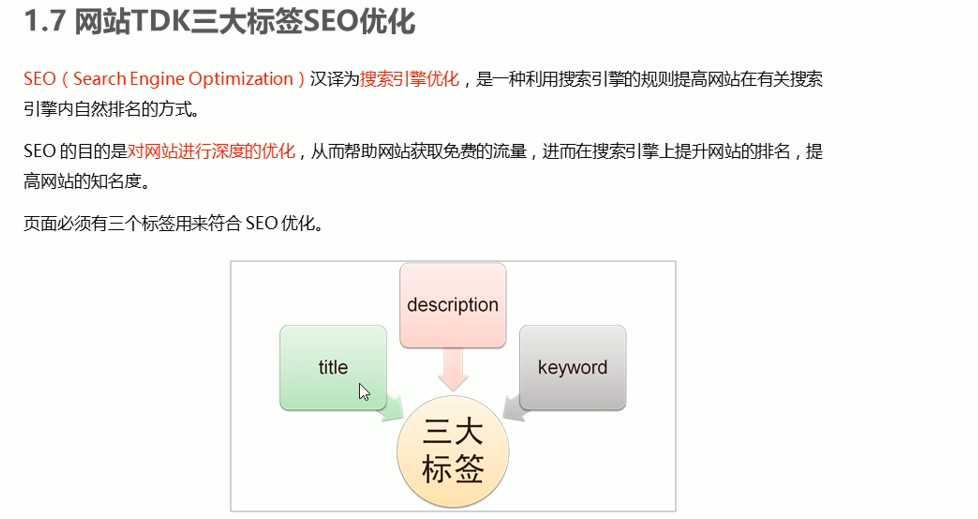 1.7 网站TDK三大标签SEO优化
SEO（Search Engine Optimization）汉译为搜索引擎优化，是一种利用搜索引擎的规则提高网站在有关搜索
引擎内自然排名的方式。
SEO 的目的是对网站进行深度的优化，从而帮助网站获取免费的流量，进而在搜索引擎上提升网站的排名，提
高网站的知名度。
页面必须有三个标签用来符合 SEO 优化。
description
title
keyword
三大
标签